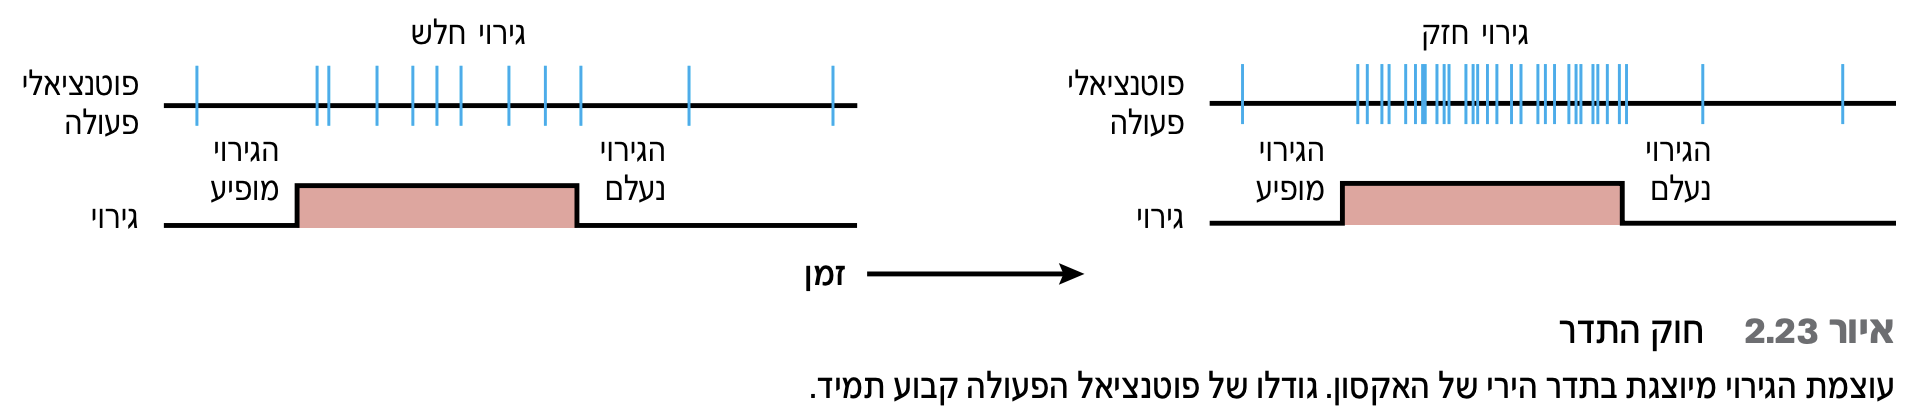 גירוי חלש
פוטנציאלי
פעולה
הגירוי
מופיע
הגירוי
נעלם
גירוי
גירוי חזק
פוטנציאלי
פעולה
הגירוי
מופיע
הגירוי
נעלם
גירוי
זמן
איור 2.23 חוק התדר
עוצמת הגירוי מיוצגת בתדר הירי של האקסון. גודלו של פוטנציאל הפעולה קבוע תמיד.